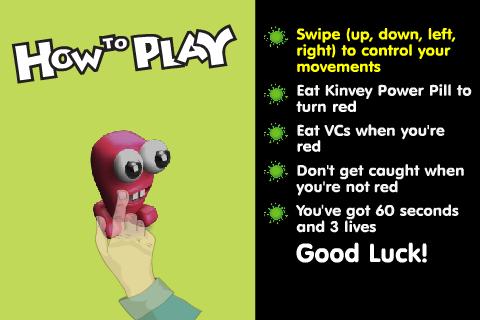 HOW TO PLAY
Swipe (up, down, left,
right) to control your
movements
Eat Kinvey Power Pill to
turn red
Eat VCs when you're
red
Don't get caught when
you're not red
You've got 60 seconds
and 3 lives
Good Luck!